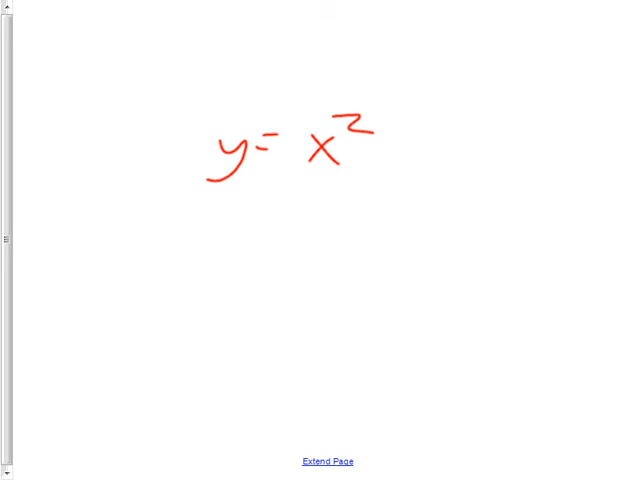 y = x²
Extend Page